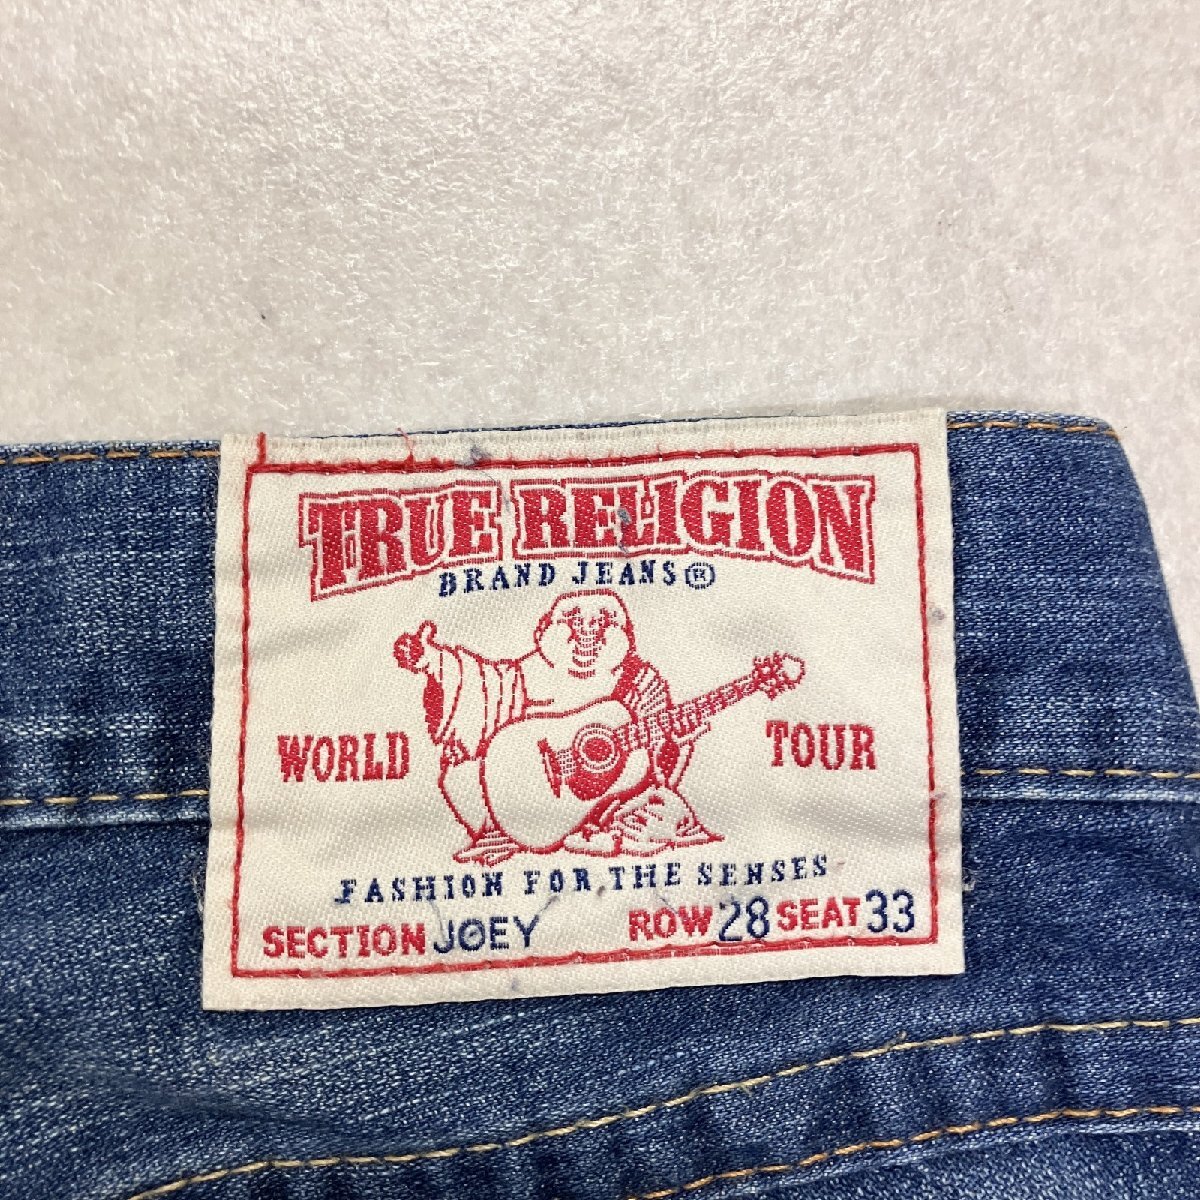 TRUE RELIGION
BRAND JEANS®
WORLD TOUR
FASHION FOR THE SENSES
SECTION JOEY ROW 28 SEAT 33